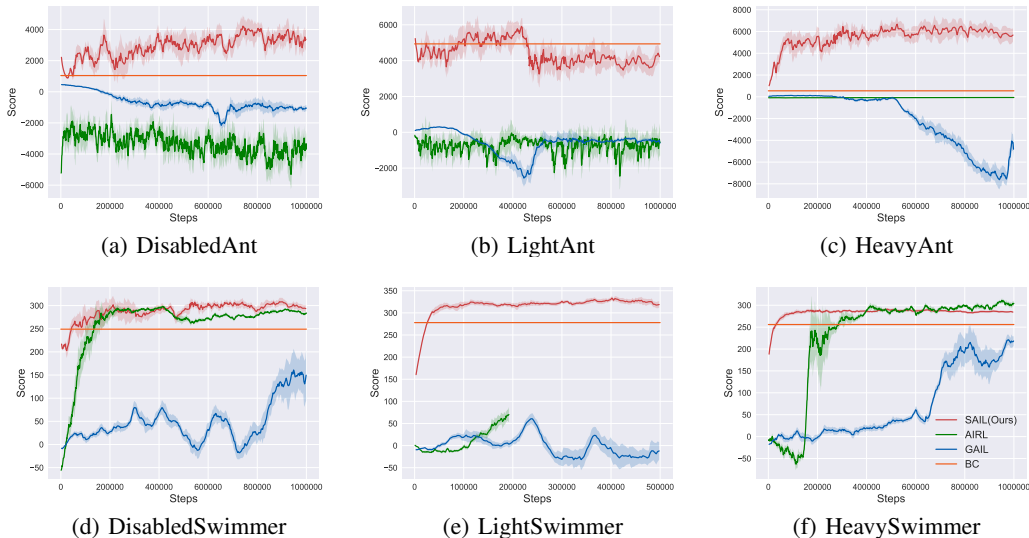 4000
2000
0
−2000
−4000
−6000
Score
0 200000 400000 600000 800000 1000000
Steps
(a) DisabledAnt
6000
4000
2000
0
−2000
Score
0 200000 400000 600000 800000 1000000
Steps
(b) LightAnt
6000
4000
2000
0
−2000
−4000
−6000
−8000
Score
0 200000 400000 600000 800000 1000000
Steps
(c) HeavyAnt
300
250
200
150
100
50
0
−50
Score
0 200000 400000 600000 800000 1000000
Steps
(d) DisabledSwimmer
350
300
250
200
150
100
50
0
−50
Score
0 100000 200000 300000 400000 500000
Steps
(e) LightSwimmer
300
250
200
150
100
50
0
−50
Score
SAIL(Ours)
AIRL
GAIL
BC
0 200000 400000 600000 800000 1000000
Steps
(f) HeavySwimmer